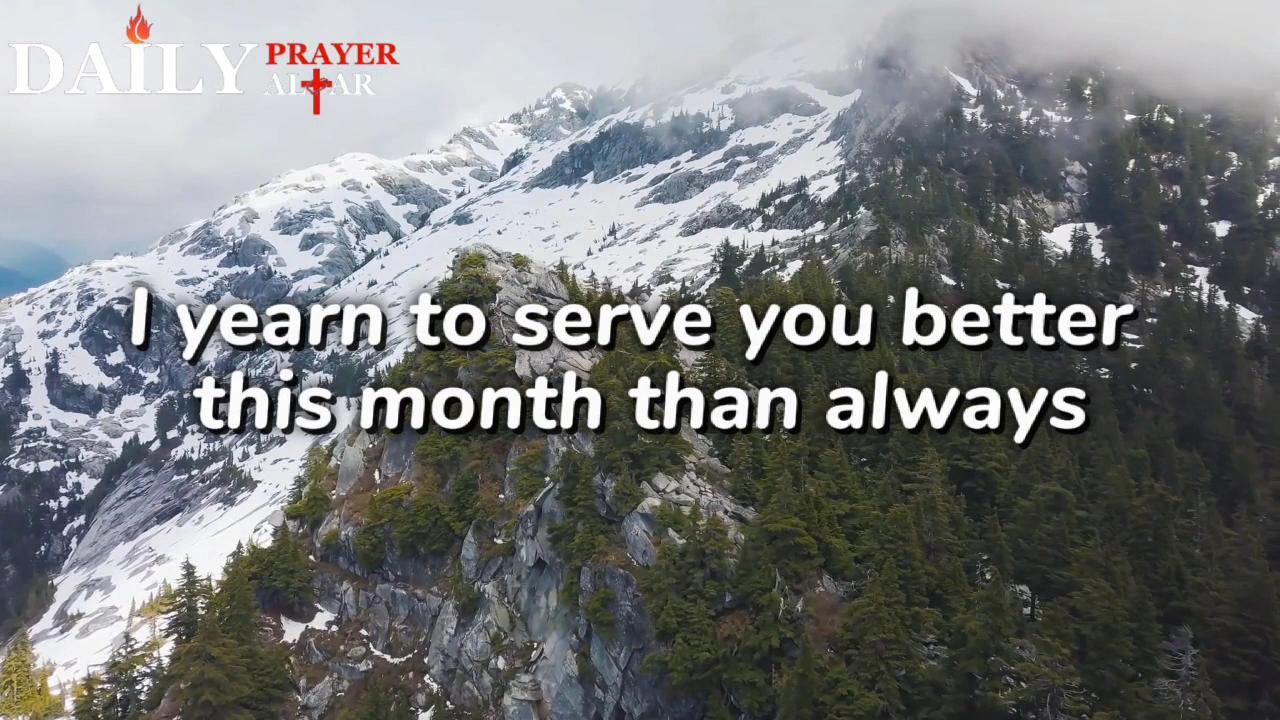 DAILY PRAYER
ALTAR
I yearn to serve you better
this month than always